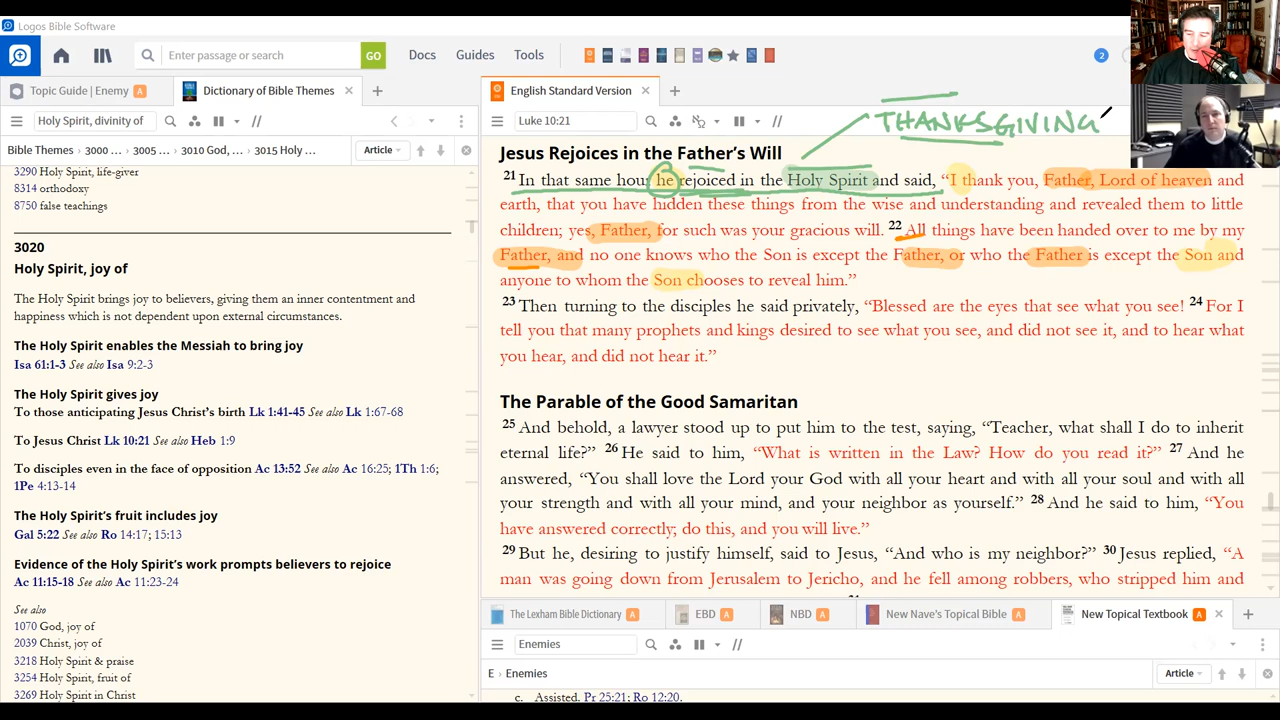 Logos Bible Software
Enter passage or search
GO
Docs
Guides
Tools
2
Topic Guide | Enemy A
Dictionary of Bible Themes
Holy Spirit, divinity of
Bible Themes › 3000 ... › 3005 ... › 3010 God, ... › 3015 Holy ...
Article
3290 Holy Spirit, life-giver
8314 orthodoxy
8750 false teachings
3020
Holy Spirit, joy of
The Holy Spirit brings joy to believers, giving them an inner contentment and
happiness which is not dependent upon external circumstances.
The Holy Spirit enables the Messiah to bring joy
Isa 61:1-3 See also Isa 9:2-3
The Holy Spirit gives joy
To those anticipating Jesus Christ's birth Lk 1:41-45 See also Lk 1:67-68
To Jesus Christ Lk 10:21 See also Heb 1:9
To disciples even in the face of opposition Ac 13:52 See also Ac 16:25; 1Th 1:6;
1Pe 4:13-14
The Holy Spirit's fruit includes joy
Gal 5:22 See also Ro 14:17; 15:13
Evidence of the Holy Spirit's work prompts believers to rejoice
Ac 11:15-18 See also Ac 11:23-24
See also
1070 God, joy of
2039 Christ, joy of
3218 Holy Spirit & praise
3254 Holy Spirit, fruit of
3269 Holy Spirit in Christ
English Standard Version
Luke 10:21
THANKSGIVING
Jesus Rejoices in the Father's Will
21 In that same hour he rejoiced in the Holy Spirit and said, “I thank you, Father, Lord of heaven and
earth, that you have hidden these things from the wise and understanding and revealed them to little
children; yes, Father, for such was your gracious will. 22 All things have been handed over to me by my
Father, and no one knows who the Son is except the Father, or who the Father is except the Son and
anyone to whom the Son chooses to reveal him.”
23 Then turning to the disciples he said privately, “Blessed are the eyes that see what you see! 24 For I
tell you that many prophets and kings desired to see what you see, and did not see it, and to hear what
you hear, and did not hear it.”
The Parable of the Good Samaritan
25 And behold, a lawyer stood up to put him to the test, saying, “Teacher, what shall I do to inherit
eternal life?” 26 He said to him, “What is written in the Law? How do you read it?” 27 And he
answered, “You shall love the Lord your God with all your heart and with all your soul and with all
your strength and with all your mind, and your neighbor as yourself.” 28 And he said to him, “You
have answered correctly; do this, and you will live.”
29 But he, desiring to justify himself, said to Jesus, “And who is my neighbor?” 30 Jesus replied, “A
man was going down from Jerusalem to Jericho, and he fell among robbers, who stripped him and
The Lexham Bible Dictionary A
EBD A
NBD A
New Nave's Topical Bible A
New Topical Textbook A
Enemies
E › Enemies
Article
c. Assisted. Pr 25:21; Ro 12:20.